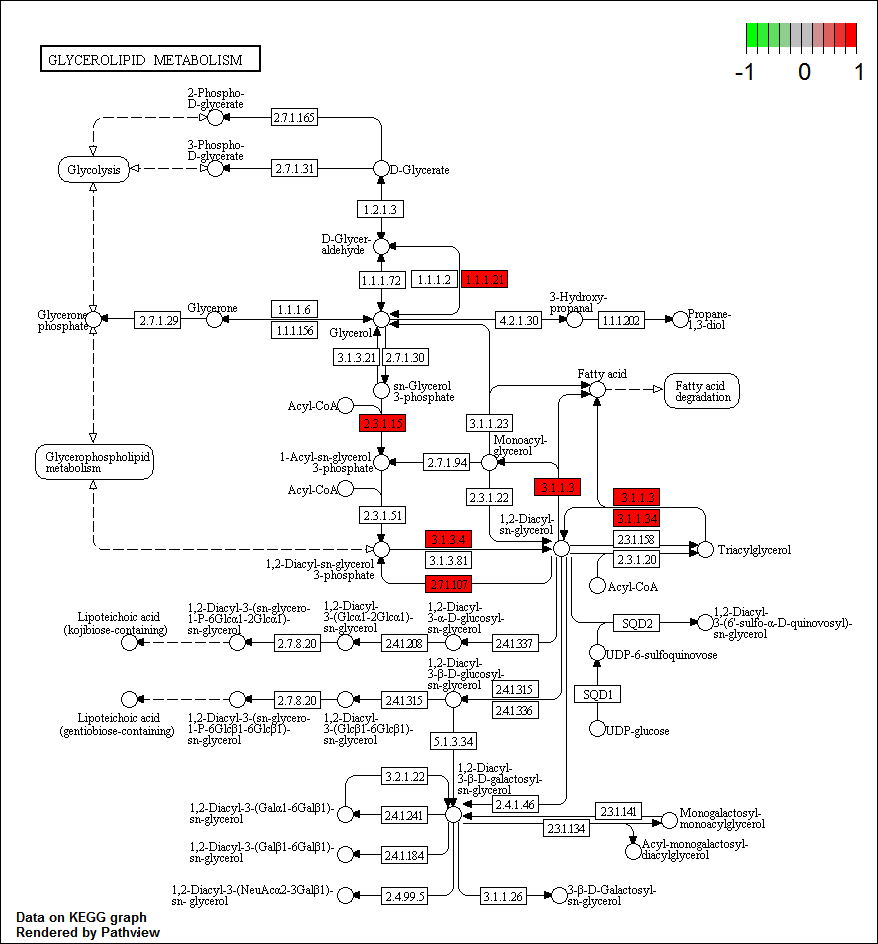 -1 0 1
GLYCEROLIPID METABOLISM
2-Phospho-
D-glycerate
2.7.1.165
3-Phospho-
D-glycerate
Glycolysis
2.7.1.31
D-Glycerate
1.2.1.3
D-Glycer-
aldehyde
1.1.1.72
1.1.1.2
1.1.1.21
Glycerone
phosphate
2.7.1.29
Glycerone
1.1.1.6
1.1.1.156
Glycerol
4.2.1.30
3-Hydroxy-
propanal
1.1.1.202
Propane-
1,3-diol
3.1.3.21
2.7.1.30
sn-Glycerol
3-phosphate
Fatty acid
Fatty acid
degradation
Acyl-CoA
2.3.1.15
3.1.1.23
Glycerophospholipid
metabolism
1-Acyl-sn-glycerol
3-phosphate
2.7.1.94
Monoacyl-
glycerol
Acyl-CoA
2.3.1.22
3.1.1.3
3.1.1.3
3.1.1.34
2.3.1.51
1,2-Diacyl-
sn-glycerol
3.1.3.4
2.3.1.158
1,2-Diacyl-sn-glycerol
3-phosphate
3.1.3.81
2.3.1.20
Triacylglycerol
2.7.1.107
Acyl-CoA
Lipoteichoic acid
(kojibiose-containing)
1,2-Diacyl-3-(sn-glycero-
1-P-6Glcα1-2Glcα1)-
sn-glycerol
2.7.8.20
1,2-Diacyl-
3-(Glcα1-2Glcα1)-
sn-glycerol
2.4.1.208
1,2-Diacyl-
3-α-D-glucosyl-
sn-glycerol
2.4.1.337
SQD2
1,2-Diacyl-
3-(6'-sulfo-α-D-quinovosyl)-
sn-glycerol
UDP-6-sulfoquinovose
1,2-Diacyl-
3-β-D-glucosyl-
sn-glycerol
2.4.1.315
2.4.1.336
SQD1
2.7.8.20
2.4.1.315
Lipoteichoic acid
(gentiobiose-containing)
1,2-Diacyl-3-(sn-glycero-
1-P-6Glcβ1-6Glcβ1)-
sn-glycerol
1,2-Diacyl-
3-(Glcβ1-6Glcβ1)-
sn-glycerol
UDP-glucose
5.1.3.34
1,2-Diacyl-
3-β-D-galactosyl-
sn-glycerol
3.2.1.22
2.4.1.46
1,2-Diacyl-3-(Galα1-6Galβ1)-
sn-glycerol
2.4.1.241
2.3.1.141
Monogalactosyl-
monoacylglycerol
2.3.1.134
1,2-Diacyl-3-(Galβ1-6Galβ1)-
sn-glycerol
2.4.1.184
Acyl-monogalactosyl-
diacylglycerol
1,2-Diacyl-3-(NeuAcα2-3Galβ1)-
sn- glycerol
2.4.99.5
3.1.1.26
3-β-D-Galactosyl-
sn-glycerol
Data on KEGG graph
Rendered by Pathview